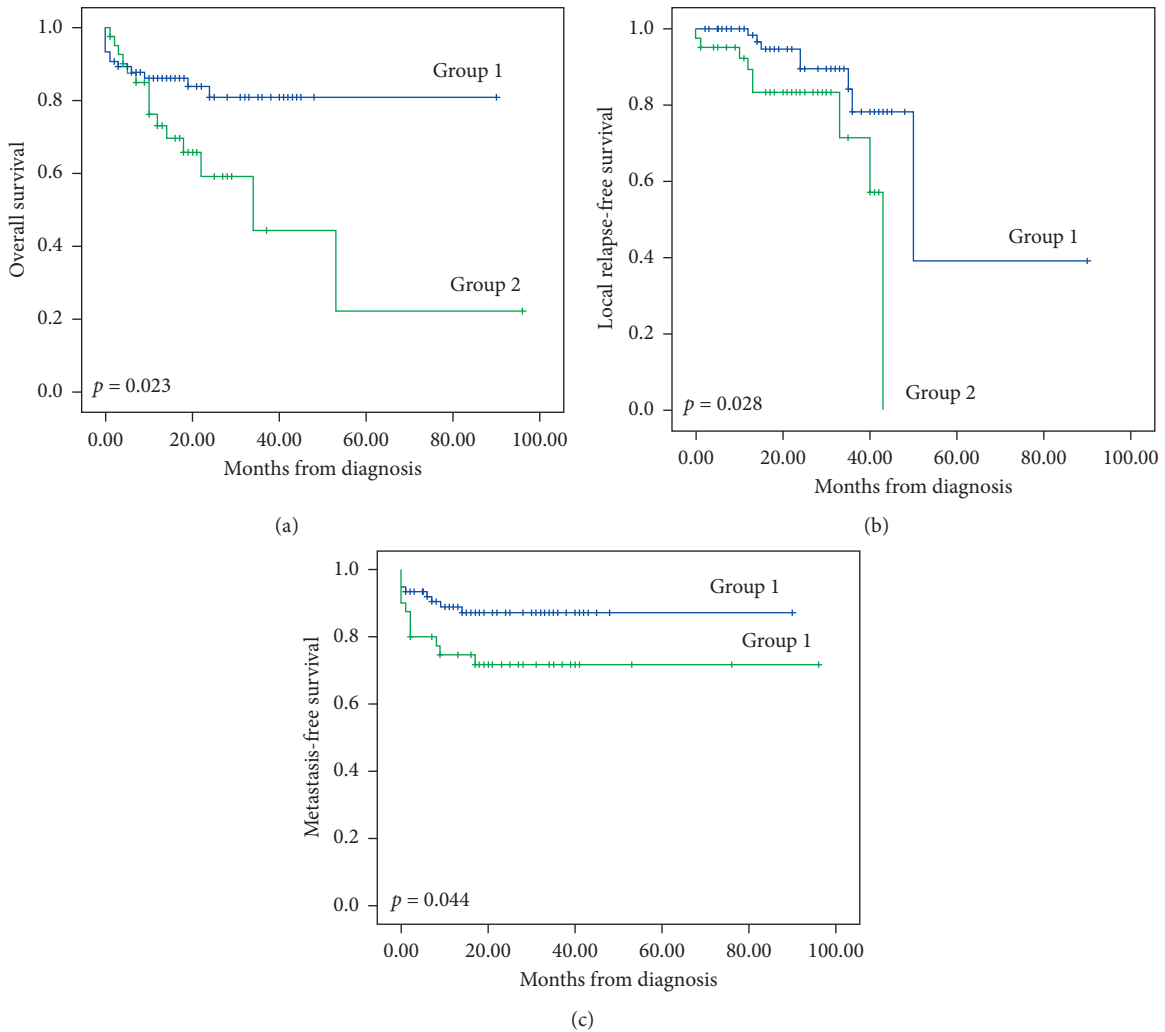 Overall survival
1.0
0.8
0.6
0.4
0.2
0.0
Group 1
Group 2
p = 0.023
0.00 20.00 40.00 60.00 80.00 100.00
Months from diagnosis
(a)
Local relapse-free survival
1.0
0.8
0.6
0.4
0.2
0.0
Group 1
Group 2
p = 0.028
0.00 20.00 40.00 60.00 80.00 100.00
Months from diagnosis
(b)
Metastasis-free survival
1.0
0.8
0.6
0.4
0.2
0.0
Group 1
Group 1
p = 0.044
0.00 20.00 40.00 60.00 80.00 100.00
Months from diagnosis
(c)